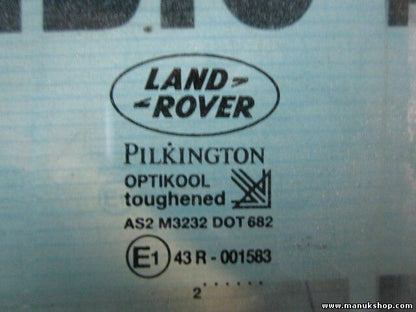 LAND
ROVER
PILKINGTON
OPTIKOOL
toughened
AS2 M3232 DOT 682
E1 43 R - 001583
2 . . . . . .
www.manukshop.com